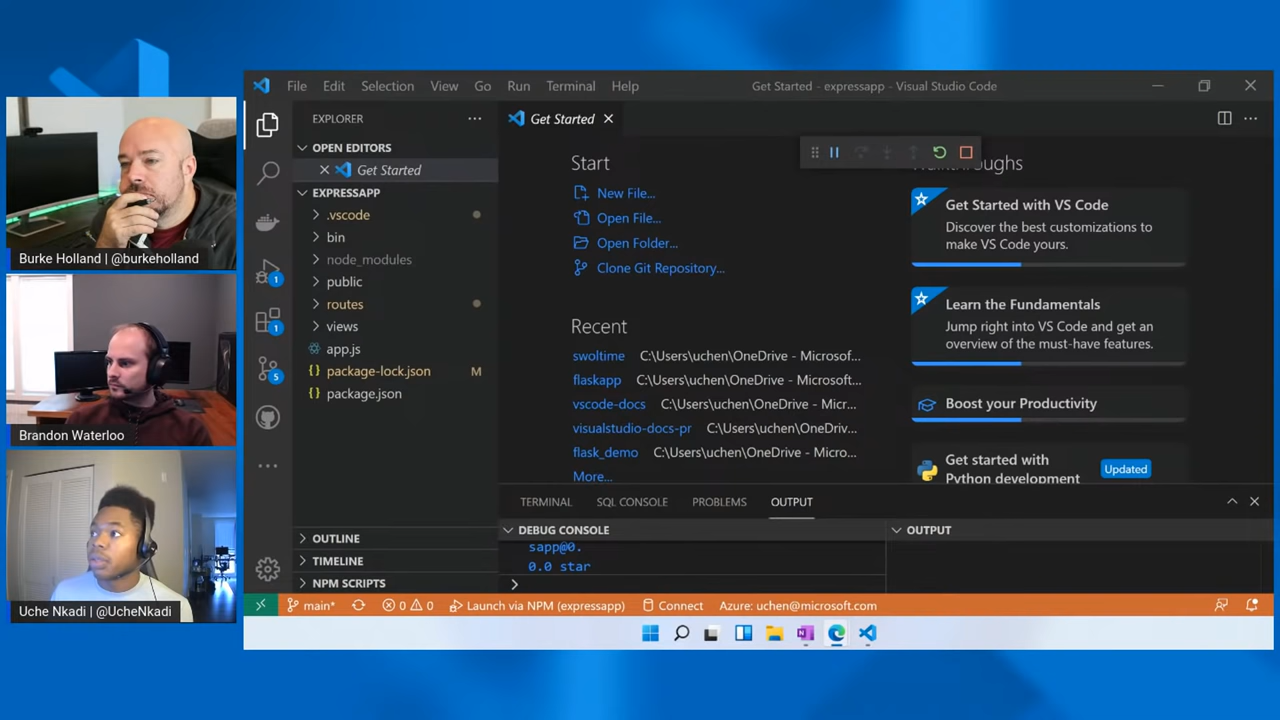 File Edit Selection View Go Run Terminal Help
Get Started - expressapp - Visual Studio Code
EXPLORER
OPEN EDITORS
Get Started
EXPRESSAPP
.vscode
bin
node_modules
public
routes
views
app.js
package-lock.json M
package.json
OUTLINE
TIMELINE
NPM SCRIPTS
1
1
5
Get Started
Start
New File...
Open File...
Open Folder...
Clone Git Repository...
Recent
swoltime C:\Users\uchen\OneDrive - Microsof...
flaskapp C:\Users\uchen\OneDrive - Microsof...
vscode-docs C:\Users\uchen\OneDrive - Micr...
visualstudio-docs-pr C:\Users\uchen\OneDriv...
flask_demo C:\Users\uchen\OneDrive - Micro...
More...
Get Started with VS Code
Discover the best customizations to
make VS Code yours.
Learn the Fundamentals
Jump right into VS Code and get an
overview of the must-have features.
Boost your Productivity
Get started with
Python development
Updated
TERMINAL SQL CONSOLE PROBLEMS OUTPUT
DEBUG CONSOLE
sapp@0.
0.0 star
OUTPUT
main* 0 0 Launch via NPM (expressapp) Connect Azure: uchen@microsoft.com
Burke Holland | @burkeholland
Brandon Waterloo
Uche Nkadi | @UcheNkadi